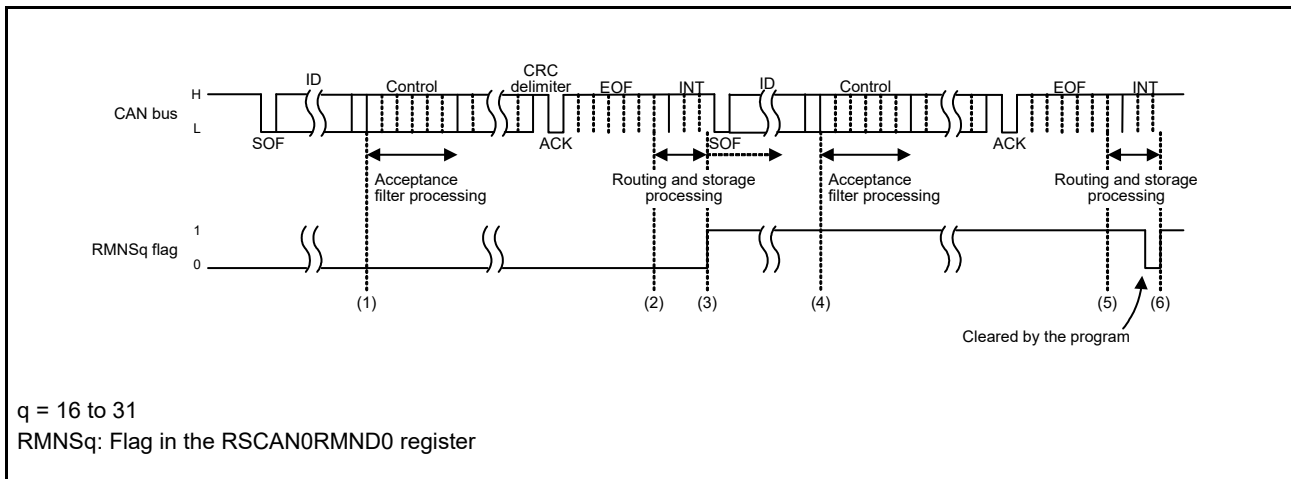 ID
Control
CRC
delimiter
EOF
INT
ID
Control
EOF
INT
H
CAN bus
L
SOF
ACK
SOF
ACK
Acceptance
filter processing
Routing and storage
processing
Acceptance
filter processing
Routing and storage
processing
1
RMNSq flag
0
(1)
(2)
(3)
(4)
(5)
(6)
Cleared by the program
q = 16 to 31
RMNSq: Flag in the RSCAN0RMND0 register